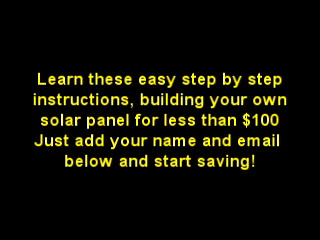 Learn these easy step by step
instructions, building your own
solar panel for less than $100
Just add your name and email
below and start saving!